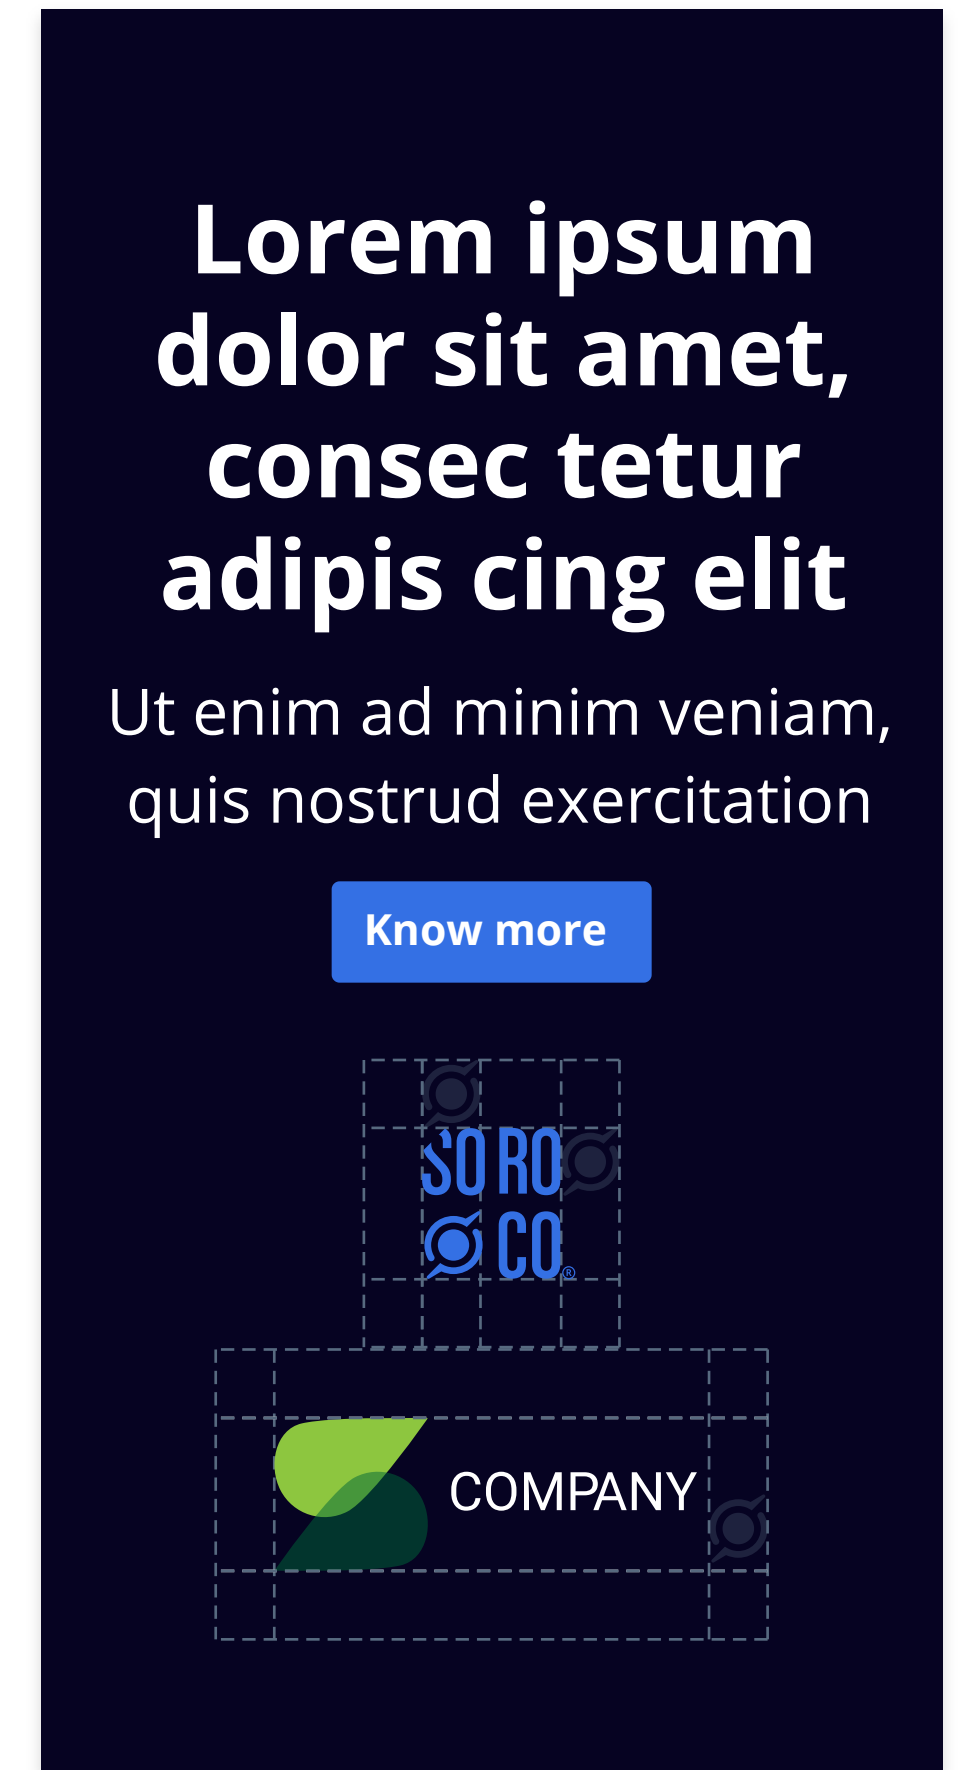 Lorem ipsum
dolor sit amet,
consec tetur
adipis cing elit
Ut enim ad minim veniam,
quis nostrud exercitation
Know more
SO RO
CO®
COMPANY